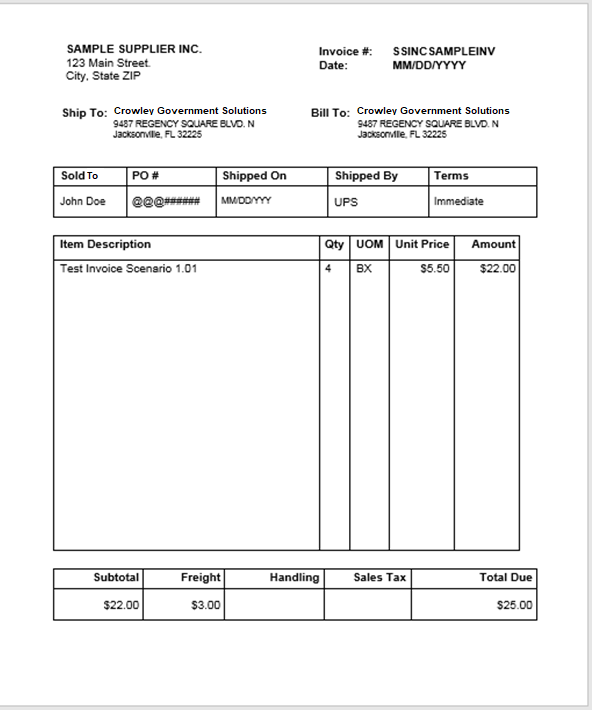 SAMPLE SUPPLIER INC.
123 Main Street.
City, State ZIP
Invoice #: SSINCSAMPLEINV
Date: MM/DD/YYYY
Ship To: Crowley Government Solutions
9487 REGENCY SQUARE BLVD. N
Jacksonville, FL 32225
Bill To: Crowley Government Solutions
9487 REGENCY SQUARE BLVD. N
Jacksonville, FL 32225
Sold To PO # Shipped On Shipped By Terms
John Doe @@@###### MM/DD/YYY UPS Immediate
Item Description Qty UOM Unit Price Amount
Test Invoice Scenario 1.01 4 BX $5.50 $22.00
Subtotal Freight Handling Sales Tax Total Due
$22.00 $3.00 $25.00